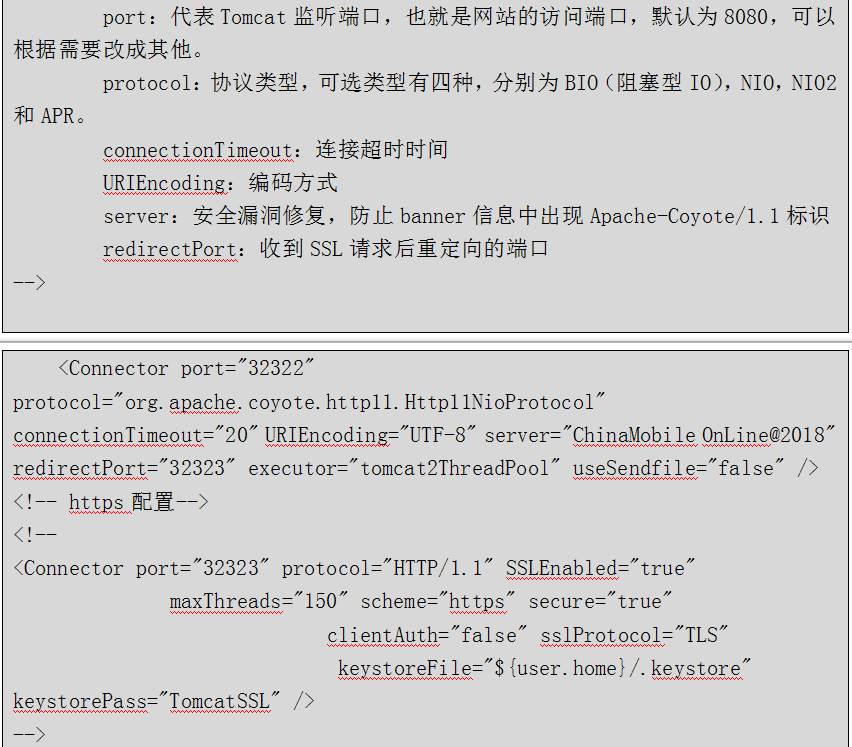 port：代表 Tomcat 监听端口，也就是网站的访问端口，默认为 8080，可以
根据需要改成其他。
protocol：协议类型，可选类型有四种，分别为 BIO（阻塞型 IO），NIO，NIO2
和 APR。
connectionTimeout：连接超时时间
URIEncoding：编码方式
server：安全漏洞修复，防止 banner 信息中出现 Apache-Coyote/1.1 标识
redirectPort：收到 SSL 请求后重定向的端口
-->
<Connector port="32322"
protocol="org.apache.coyote.http11.Http11NioProtocol"
connectionTimeout="20" URIEncoding="UTF-8" server="ChinaMobile OnLine@2018"
redirectPort="32323" executor="tomcat2ThreadPool" useSendfile="false" />
<!-- https 配置-->
<!--
<Connector port="32323" protocol="HTTP/1.1" SSLEnabled="true"
maxThreads="150" scheme="https" secure="true"
clientAuth="false" sslProtocol="TLS"
keystoreFile="${user.home}/.keystore"
keystorePass="TomcatSSL" />
-->